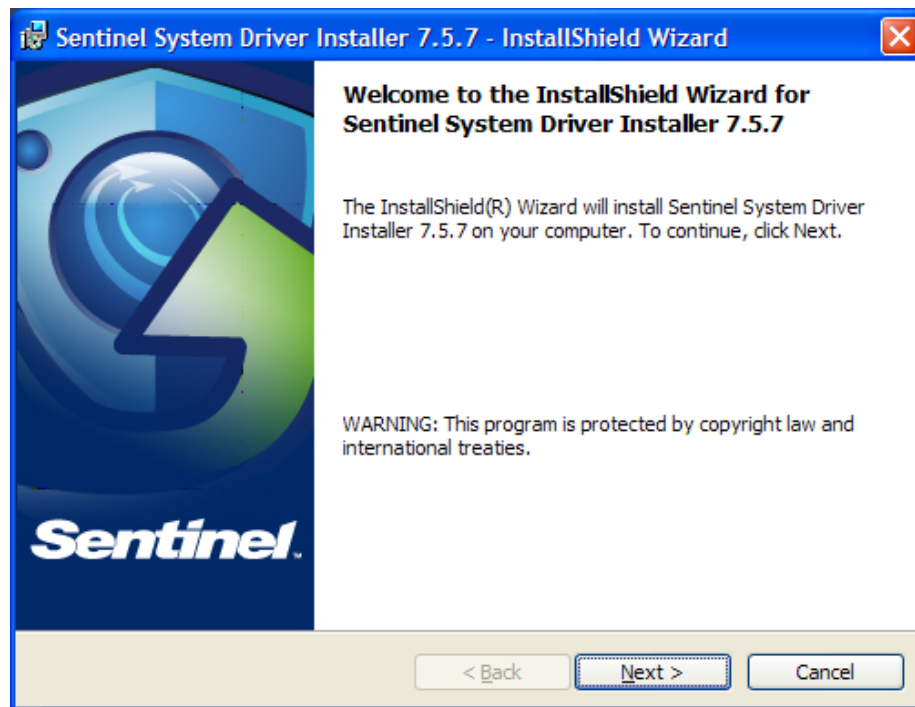 Sentinel System Driver Installer 7.5.7 - InstallShield Wizard
Welcome to the InstallShield Wizard for
Sentinel System Driver Installer 7.5.7
The InstallShield(R) Wizard will install Sentinel System Driver
Installer 7.5.7 on your computer. To continue, click Next.
WARNING: This program is protected by copyright law and
international treaties.
Sentinel™
< Back Next > Cancel